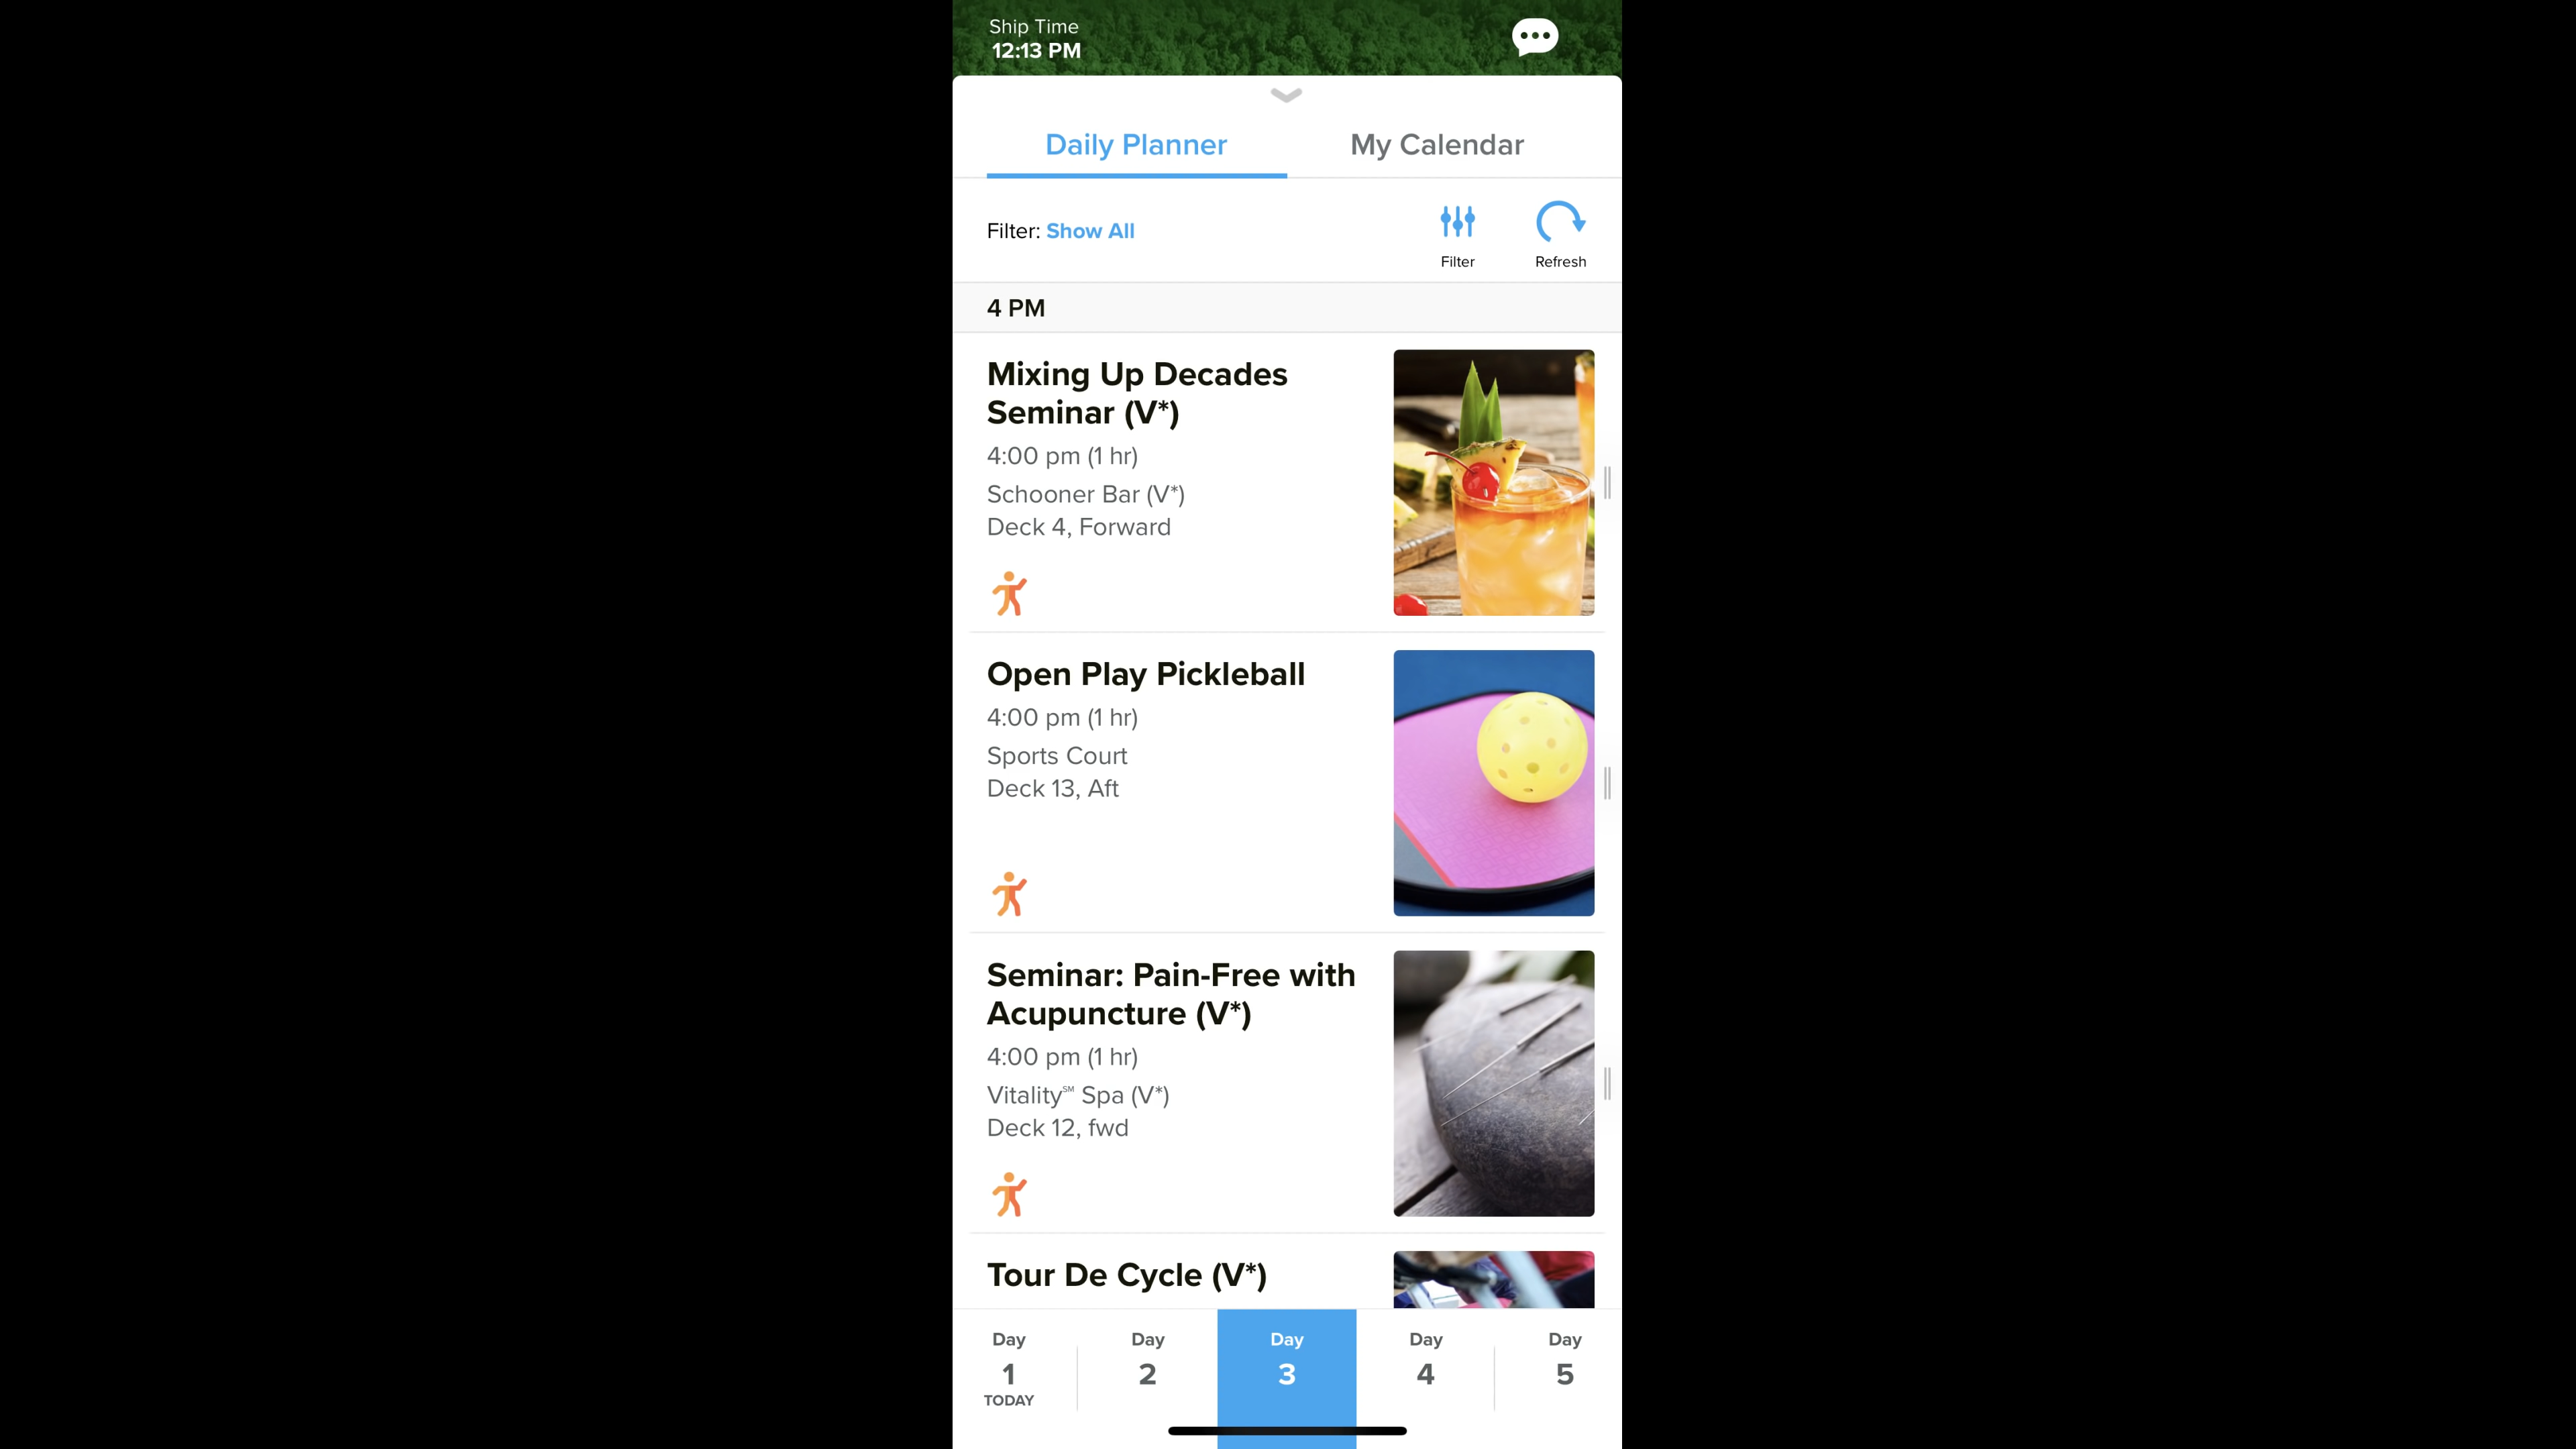 Ship Time
12:13 PM
Daily Planner
My Calendar
Filter: Show All
Filter
Refresh
4 PM
Mixing Up Decades
Seminar (V*)
4:00 pm (1 hr)
Schooner Bar (V*)
Deck 4, Forward
Open Play Pickleball
4:00 pm (1 hr)
Sports Court
Deck 13, Aft
Seminar: Pain-Free with
Acupuncture (V*)
4:00 pm (1 hr)
Vitality℠ Spa (V*)
Deck 12, fwd
Tour De Cycle (V*)
Day
1
TODAY
Day
2
Day
3
Day
4
Day
5